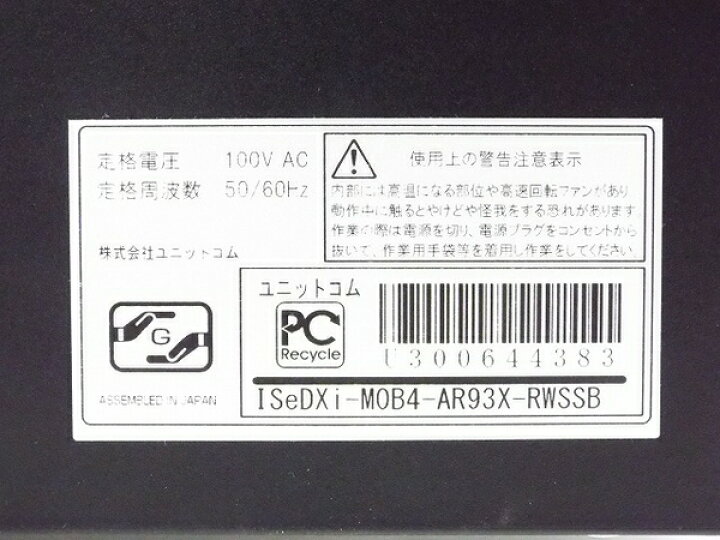 定格電圧 100V AC
定格周波数 50/60Hz
株式会社ユニットコム
使用上の警告注意表示
内部には高温になる部位や高速回転ファンがあり
動作中に触るとやけどや怪我をする恐れがあります
作業の際は電源を切り、電源プラグをコンセントから
抜いて、作業用手袋等を着用し作業をしてください。
G
ASSEMBLED IN JAPAN
ユニットコム
PC
Recycle
U300644383
ISeDXi-M0B4-AR93X-RWSSB